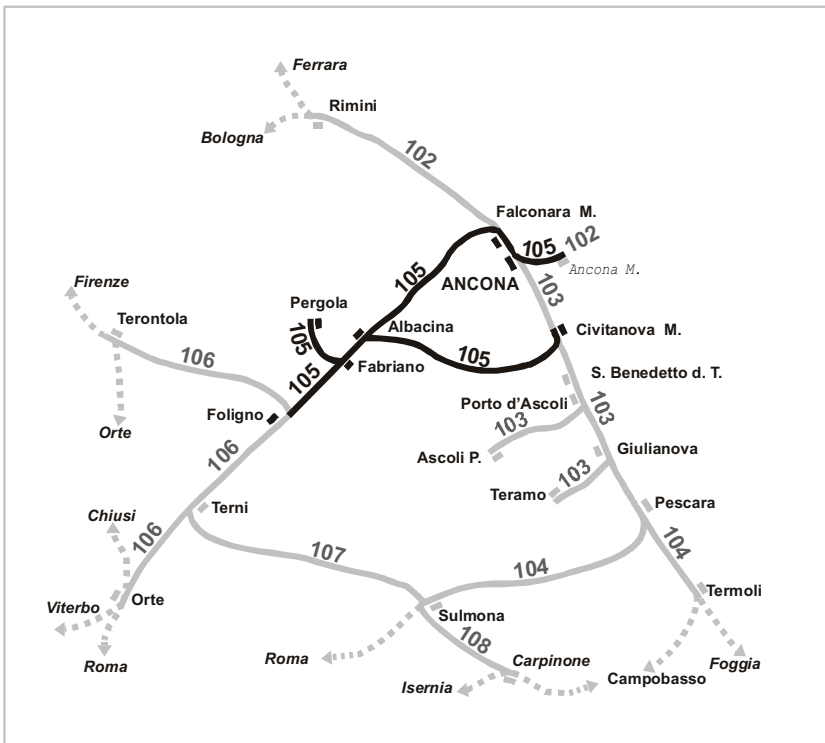 Ferrara
Rimini
Bologna
102
Falconara M.
102
105
Ancona M.
ANCONA
105
103
Firenze
Terontola
Pergola
Albacina
Civitanova M.
105
106
105
Fabriano
105
S. Benedetto d. T.
Foligno
Porto d'Ascoli
103
103
Orte
106
Ascoli P.
Giulianova
103
Teramo
Terni
Pescara
Chiusi
106
107
104
104
Viterbo
Orte
Termoli
Sulmona
108
Roma
Roma
Carpinone
Foggia
Isernia
Campobasso